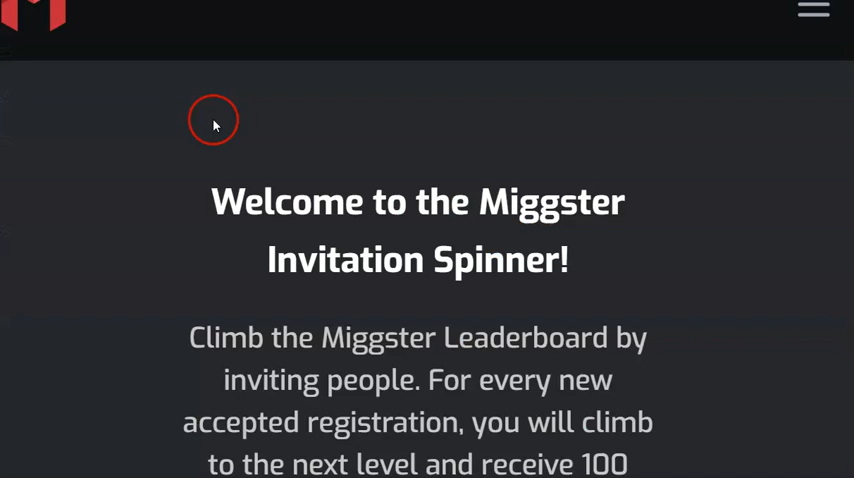 Welcome to the Miggster
Invitation Spinner!
Climb the Miggster Leaderboard by
inviting people. For every new
accepted registration, you will climb
to the next level and receive 100